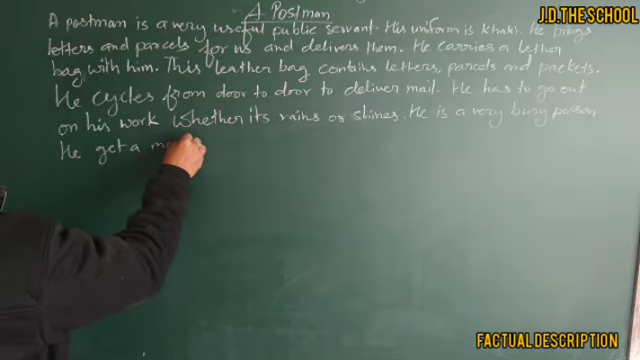 A Postman
J.D.THESCHOOL
A postman is a very useful public servant. His uniform is khaki. He brings
letters and parcels for us and delivers them. He carries a lether
bag with him. This leather bag contains letters, parcels and packets.
He cycles from door to door to deliver mail. He has to go out
on his work whether its rains or shines. He is a very busy person
He get a m
FACTUAL DESCRIPTION